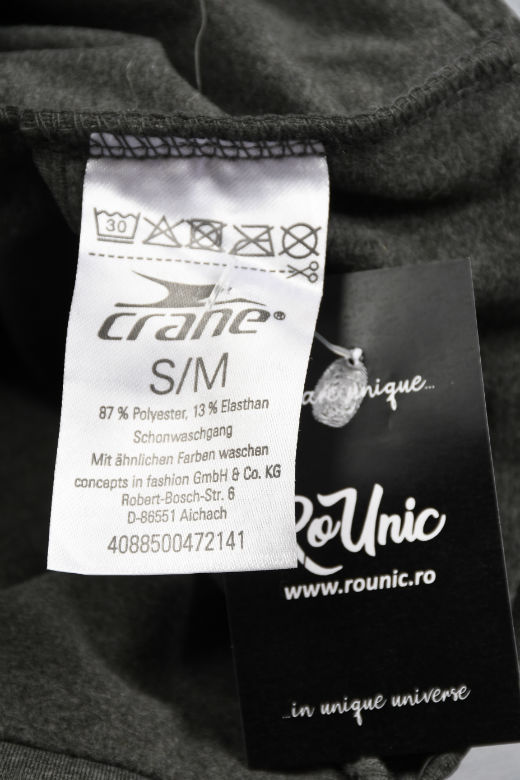 30
crane®
S/M
87 % Polyester, 13 % Elasthan
Schonwaschgang
Mit ähnlichen Farben waschen
concepts in fashion GmbH & Co. KG
Robert-Bosch-Str. 6
D-86551 Aichach
4088500472141
unique...
RoUnic
www.rounic.ro
...in unique universe